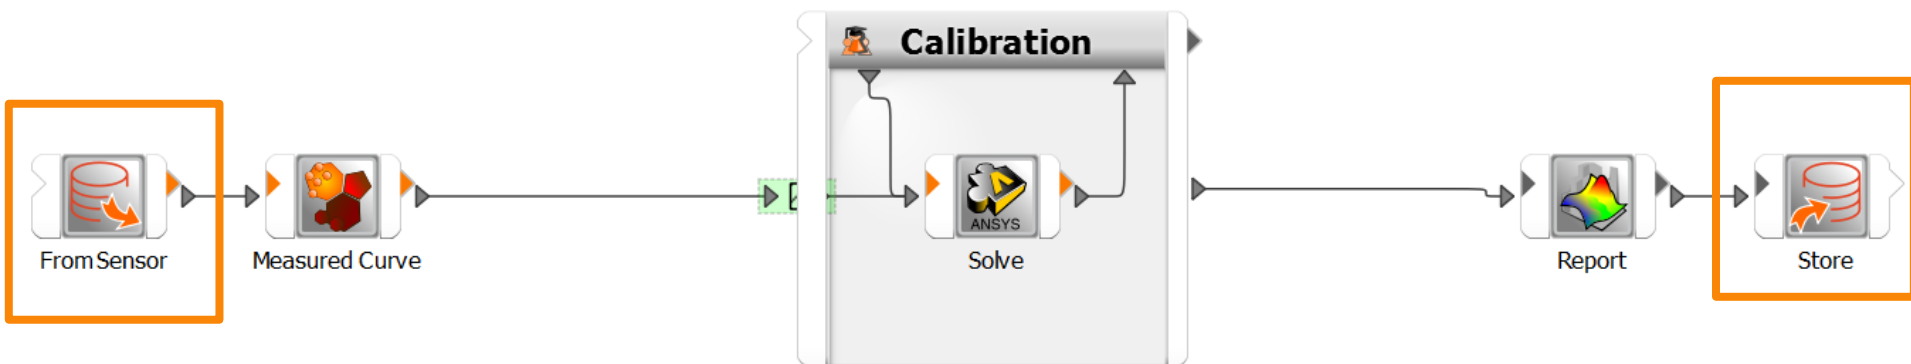 Calibration
From Sensor
Measured Curve
ANSYS
Solve
Report
Store